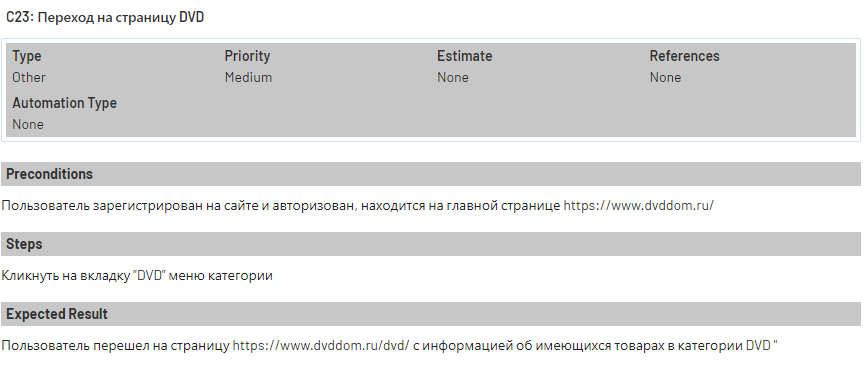 C23: Переход на страницу DVD
Type Priority Estimate References
Other Medium None None
Automation Type
None
Preconditions
Пользователь зарегистрирован на сайте и авторизован, находится на главной странице https://www.dvddom.ru/
Steps
Кликнуть на вкладку "DVD" меню категории
Expected Result
Пользователь перешел на страницу https://www.dvddom.ru/dvd/ с информацией об имеющихся товарах в категории DVD "